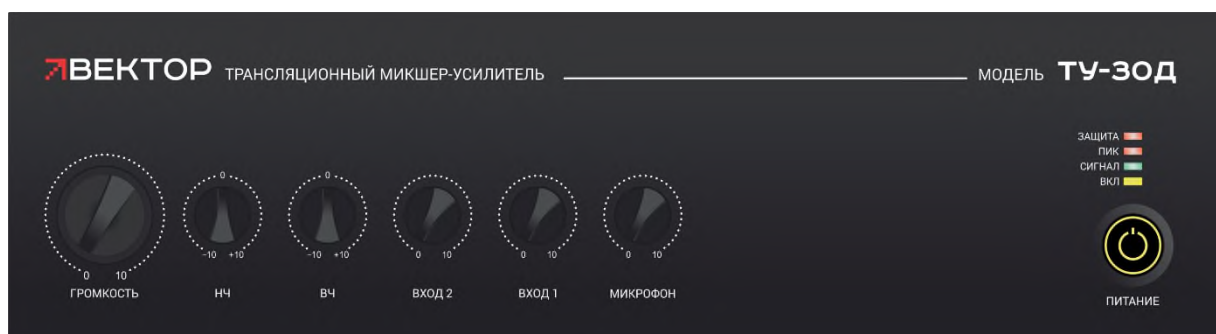 ВЕКТОР ТРАНСЛЯЦИОННЫЙ МИКШЕР-УСИЛИТЕЛЬ МОДЕЛЬ ТУ-30Д
ЗАЩИТА
ПИК
СИГНАЛ
ВКЛ
0 0
-10 +10 -10 +10 0 10 0 10 0 10
0 10
ГРОМКОСТЬ НЧ ВЧ ВХОД 2 ВХОД 1 МИКРОФОН ПИТАНИЕ